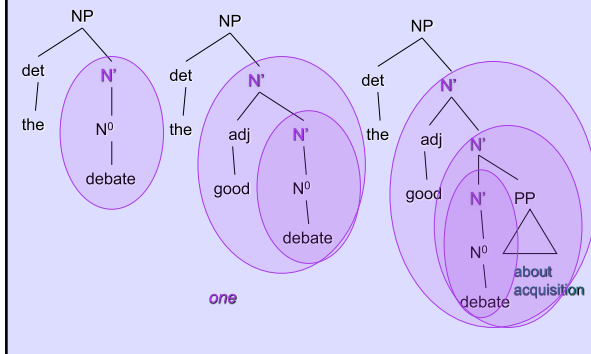 NP
det N'
the N⁰
debate
NP
det N'
the adj N'
good N⁰
debate
NP
det N'
the adj N'
good N' PP
N⁰ about
acquisition
debate
one